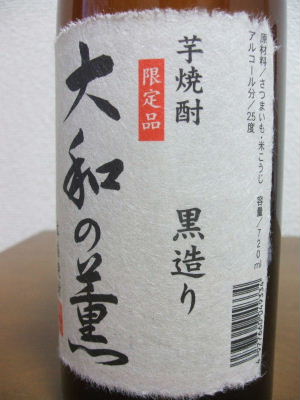 原材料/さつまいも・米こうじ 容量/720ml
アルコール分/25度
芋焼酎
限定品
黒造り
大和の薫